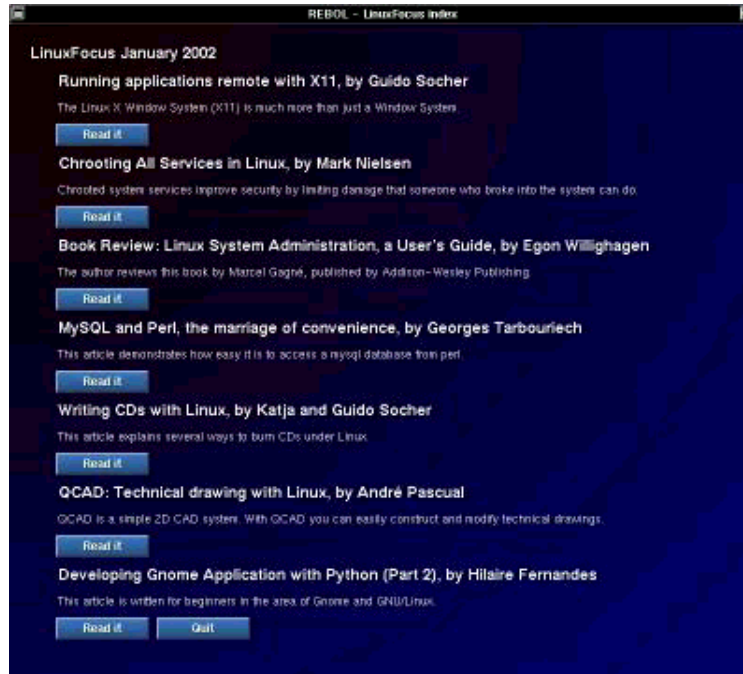 REBOL - LinuxFocus Index
LinuxFocus January 2002
Running applications remote with X11, by Guido Socher
The Linux X Window System (X11) is much more than just a Window System.
Read it
Chrooting All Services in Linux, by Mark Nielsen
Chrooted system services improve security by limiting damage that someone who broke into the system can do.
Read it
Book Review: Linux System Administration, a User's Guide, by Egon Willighagen
The author reviews this book by Marcel Gagné, published by Addison-Wesley Publishing
Read it
MySQL and Perl, the marriage of convenience, by Georges Tarbouriech
This article demonstrates how easy it is to access a mysql database from perl.
Read it
Writing CDs with Linux, by Katja and Guido Socher
This article explains several ways to burn CDs under Linux
Read it
QCAD: Technical drawing with Linux, by André Pascual
QCAD is a simple 2D CAD system. With QCAD you can easily construct and modify technical drawings.
Read it
Developing Gnome Application with Python (Part 2), by Hilaire Fernandes
This article is written for beginners in the area of Gnome and GNU/Linux.
Read it Quit